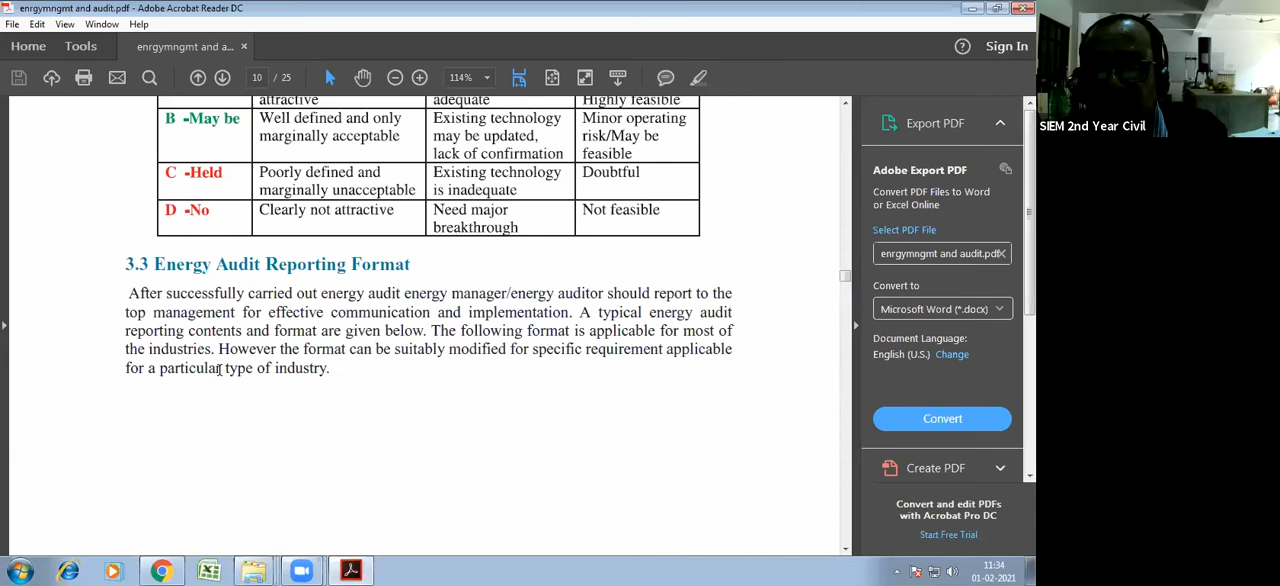 enrgymngmt and audit.pdf - Adobe Acrobat Reader DC
File Edit View Window Help
Home Tools enrgymngmt and a... × Sign In
10 / 25 114%
attractive adequate Highly feasible
B -May be Well defined and only marginally acceptable Existing technology may be updated, lack of confirmation Minor operating risk/May be feasible
C -Held Poorly defined and marginally unacceptable Existing technology is inadequate Doubtful
D -No Clearly not attractive Need major breakthrough Not feasible
3.3 Energy Audit Reporting Format
After successfully carried out energy audit energy manager/energy auditor should report to the
top management for effective communication and implementation. A typical energy audit
reporting contents and format are given below. The following format is applicable for most of
the industries. However the format can be suitably modified for specific requirement applicable
for a particular type of industry.
Export PDF
Adobe Export PDF
Convert PDF Files to Word
or Excel Online
Select PDF File
enrgymngmt and audit.pdf ×
Convert to
Microsoft Word (*.docx)
Document Language:
English (U.S.) Change
Convert
Create PDF
Convert and edit PDFs
with Acrobat Pro DC
Start Free Trial
SIEM 2nd Year Civil
11:34
01-02-2021